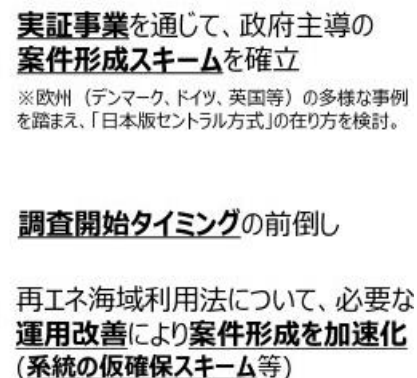 実証事業を通じて、政府主導の
案件形成スキームを確立
※欧州（デンマーク、ドイツ、英国等）の多様な事例
を踏まえ、「日本版セントラル方式」の在り方を検討。
調査開始タイミングの前倒し
再エネ海域利用法について、必要な
運用改善により案件形成を加速化
(系統の仮確保スキーム等)